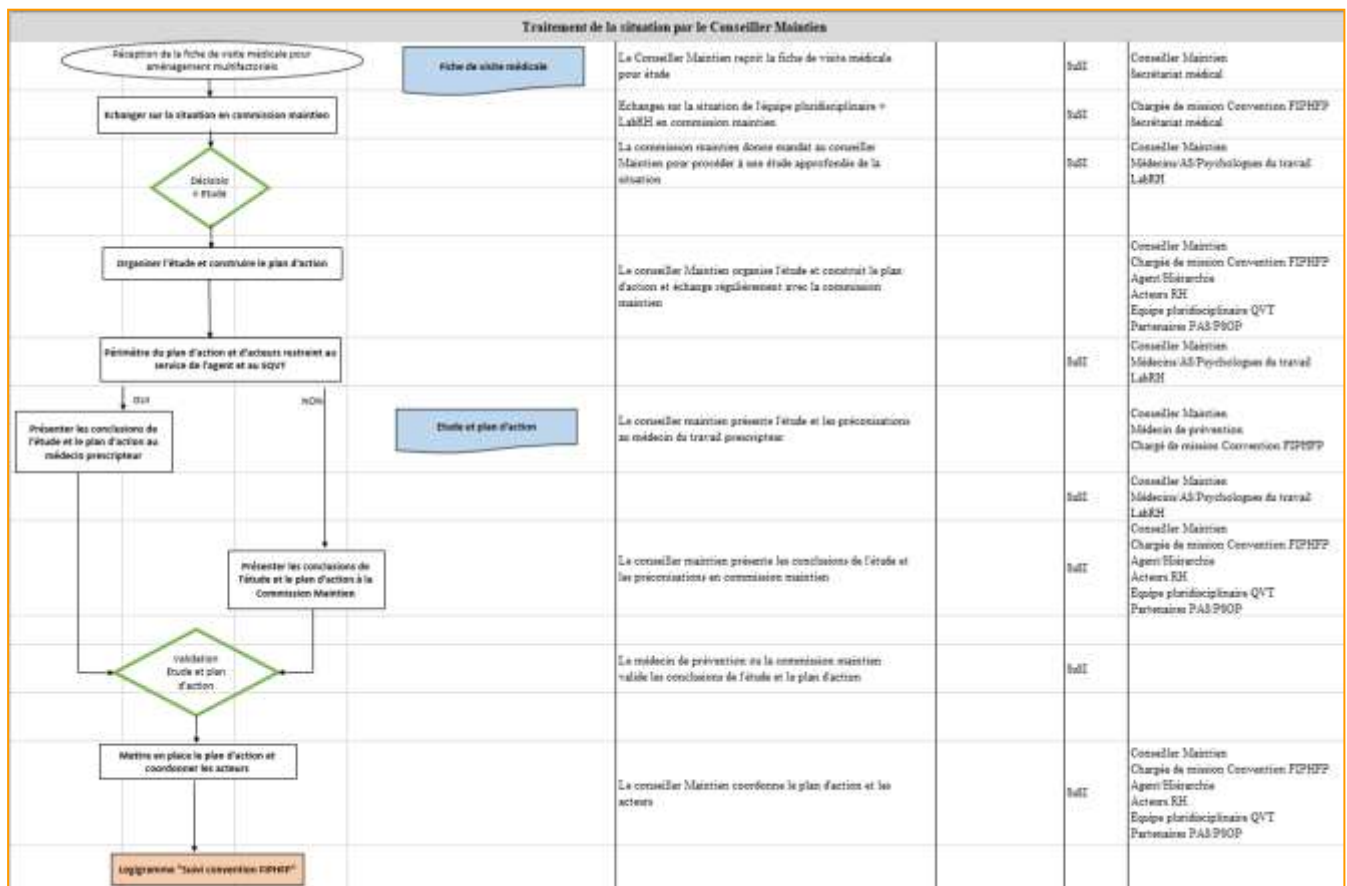 Traitement de la situation par le Conseiller Maintien
Réception de la fiche de visite médicale pour
aménagement multifactoriels
Fiche de visite médicale
Le Conseiller Maintien reçoit la fiche de visite médicale
pour étude
Conseiller Maintien
Secrétariat médical
Echanger sur la situation en commission maintien
Echanges sur la situation de l'équipe pluridisciplinaire +
LabRH en commission maintien
Chargée de mission Convention FIPHFP
Secrétariat médical
Décision
= Etude
La commission maintien donne mandat au conseiller
Maintien pour procéder à une étude approfondie de la
situation
Conseiller Maintien
Médecins/AS/Psychologues du travail
LabRH
Organiser l'étude et construire le plan d'action
Le conseiller Maintien organise l'étude et construit le plan
d'action et échange régulièrement avec la commission
maintien
Conseiller Maintien
Chargée de mission Convention FIPHFP
Agent/Hiérarchie
Acteurs RH
Equipe pluridisciplinaire QVT
Partenaires PAS/PSOP
Périmètre du plan d'action et d'acteurs restreint au
service de l'agent et au SQVT
Conseiller Maintien
Médecins/AS/Psychologues du travail
LabRH
OUI
NON
Présenter les conclusions de
l'étude et le plan d'action au
médecin prescripteur
Etude et plan d'action
Le conseiller maintien présente l'étude et les préconisations
au médecin du travail prescripteur
Conseiller Maintien
Médecin de prévention
Chargé de mission Convention FIPHFP
Conseiller Maintien
Médecins/AS/Psychologues du travail
LabRH
Présenter les conclusions de
l'étude et le plan d'action à la
Commission Maintien
Le conseiller maintien présente les conclusions de l'étude et
les préconisations en commission maintien
Conseiller Maintien
Chargée de mission Convention FIPHFP
Agent/Hiérarchie
Acteurs RH
Equipe pluridisciplinaire QVT
Partenaires PAS/PSOP
Validation
Etude et plan
d'action
Le médecin de prévention ou la commission maintien
valide les conclusions de l'étude et le plan d'action
Mettre en place le plan d'action et
coordonner les acteurs
Le conseiller Maintien coordonne le plan d'action et les
acteurs
Conseiller Maintien
Chargée de mission Convention FIPHFP
Agent/Hiérarchie
Acteurs RH
Equipe pluridisciplinaire QVT
Partenaires PAS/PSOP
Logigramme "Suivi convention FIPHFP"